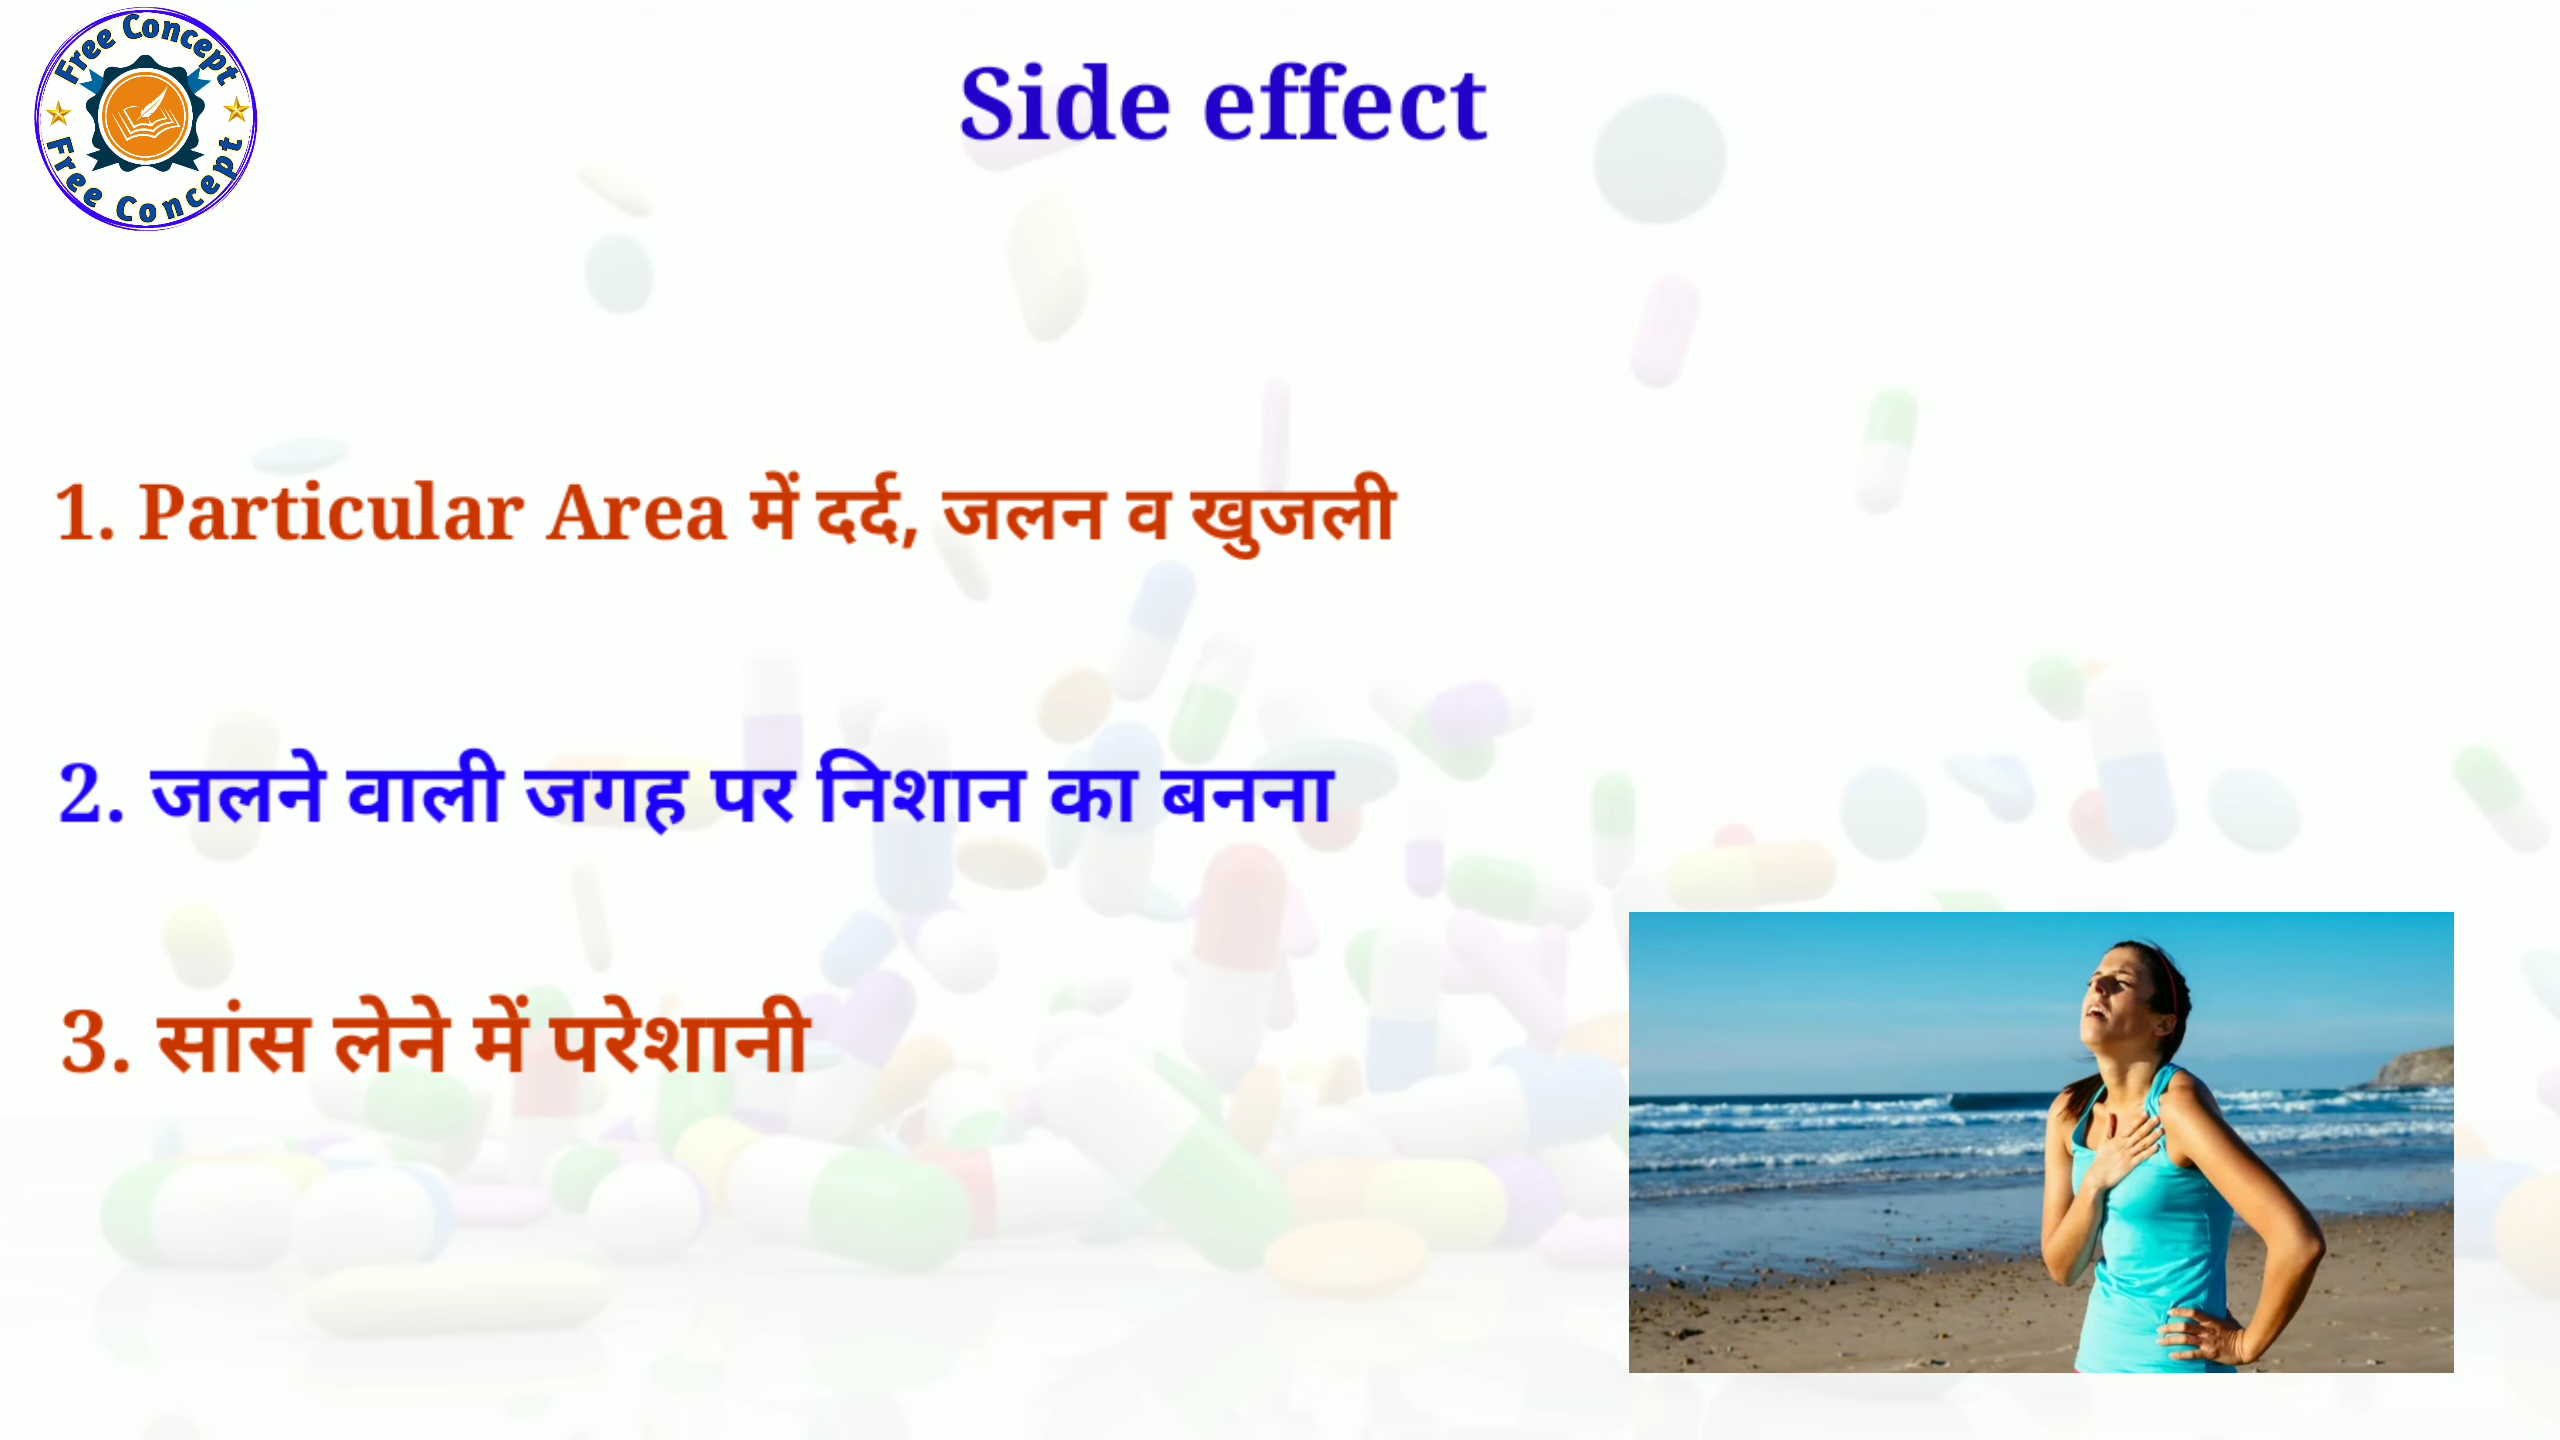 Free Concept
Free Concept
Side effect
1. Particular Area में दर्द, जलन व खुजली
2. जलने वाली जगह पर निशान का बनना
3. सांस लेने में परेशानी